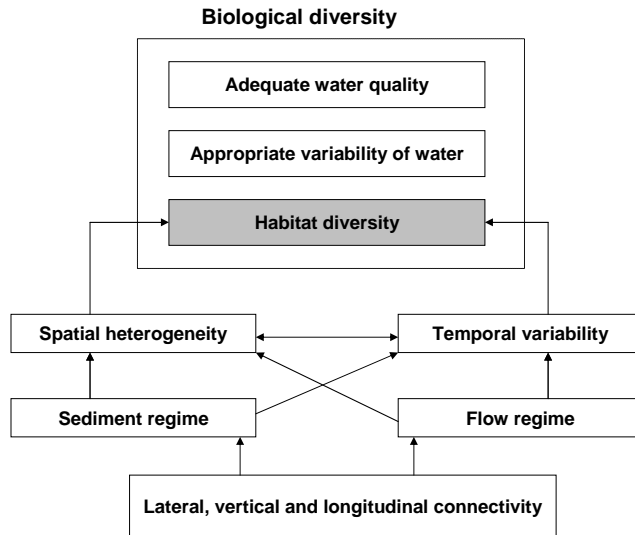 Biological diversity
Adequate water quality
Appropriate variability of water
Habitat diversity
Spatial heterogeneity
Temporal variability
Sediment regime
Flow regime
Lateral, vertical and longitudinal connectivity